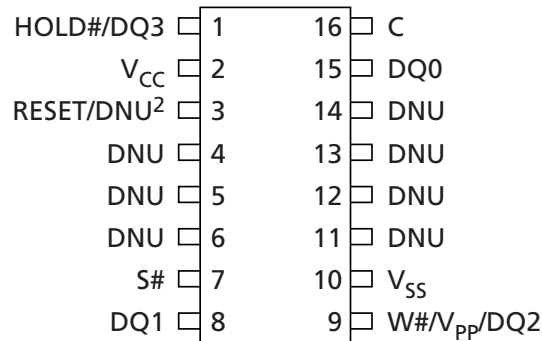 HOLD#/DQ3 1 16 C
VCC 2 15 DQ0
RESET/DNU2 3 14 DNU
DNU 4 13 DNU
DNU 5 12 DNU
DNU 6 11 DNU
S# 7 10 VSS
DQ1 8 9 W#/VPP/DQ2